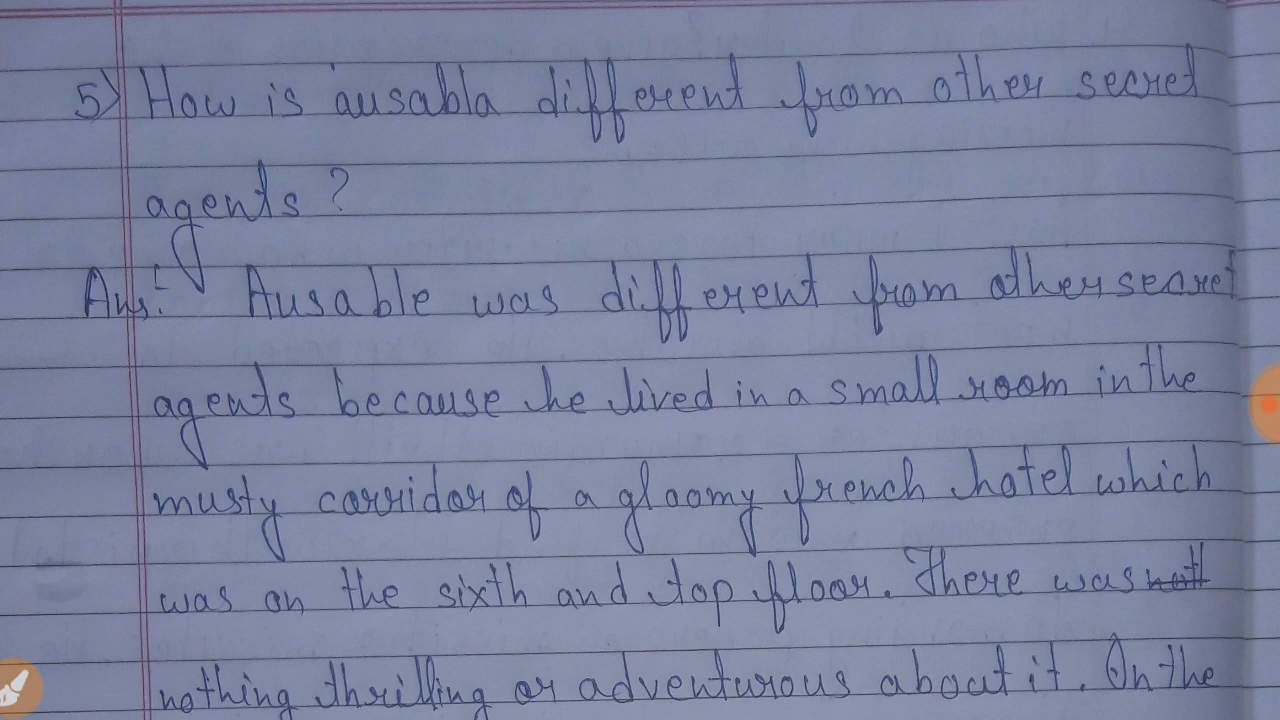 5) How is ausabla different from other secret
agents?
Ans: Ausable was different from other secret
agents because he lived in a small room in the
musty corridor of a gloomy french hotel which
was on the sixth and top floor. There was
nothing thrilling or adventurous about it. On the